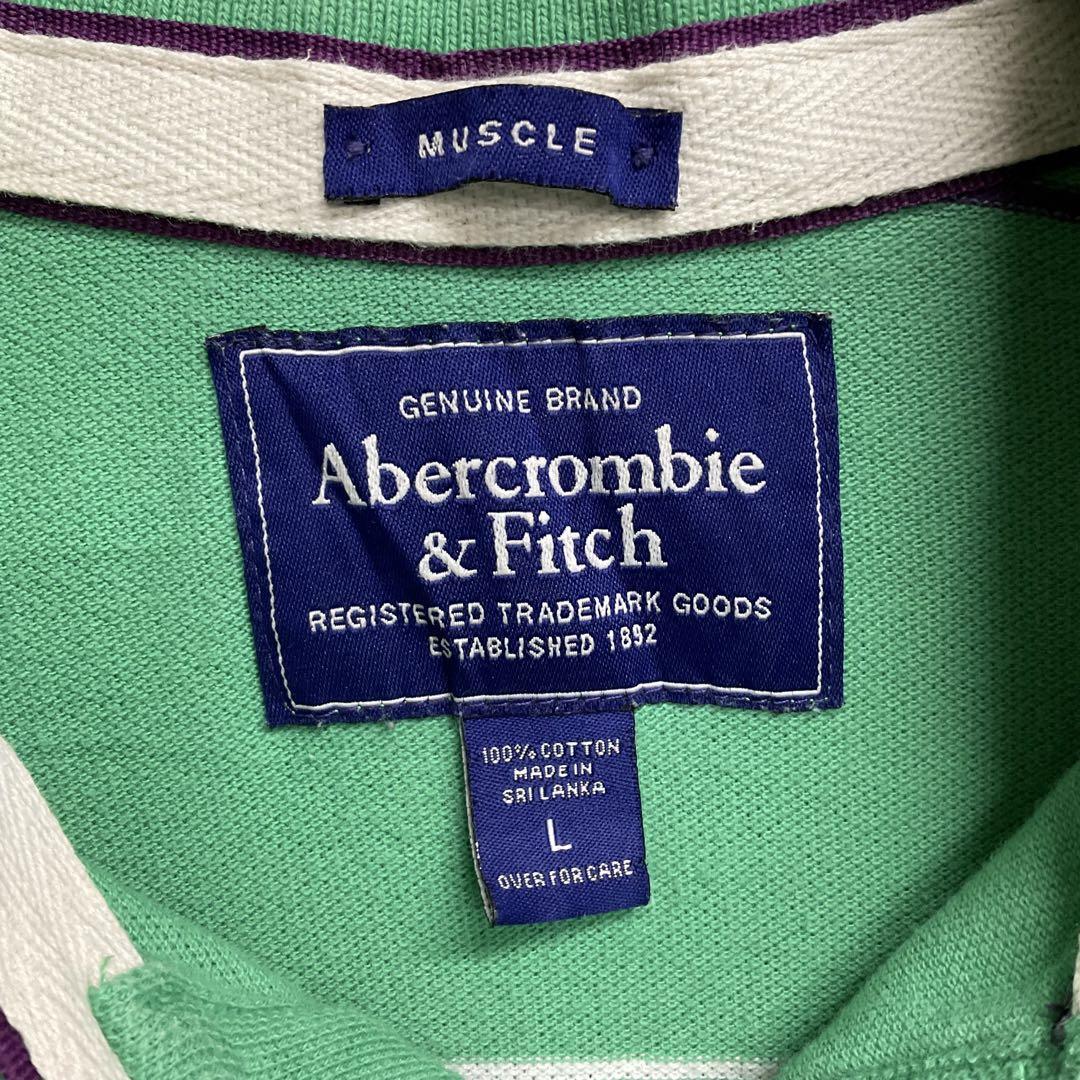 MUSCLE
GENUINE BRAND
Abercrombie
& Fitch
REGISTERED TRADEMARK GOODS
ESTABLISHED 1892
100% COTTON
MADE IN
SRI LANKA
L
OVER FOR CARE